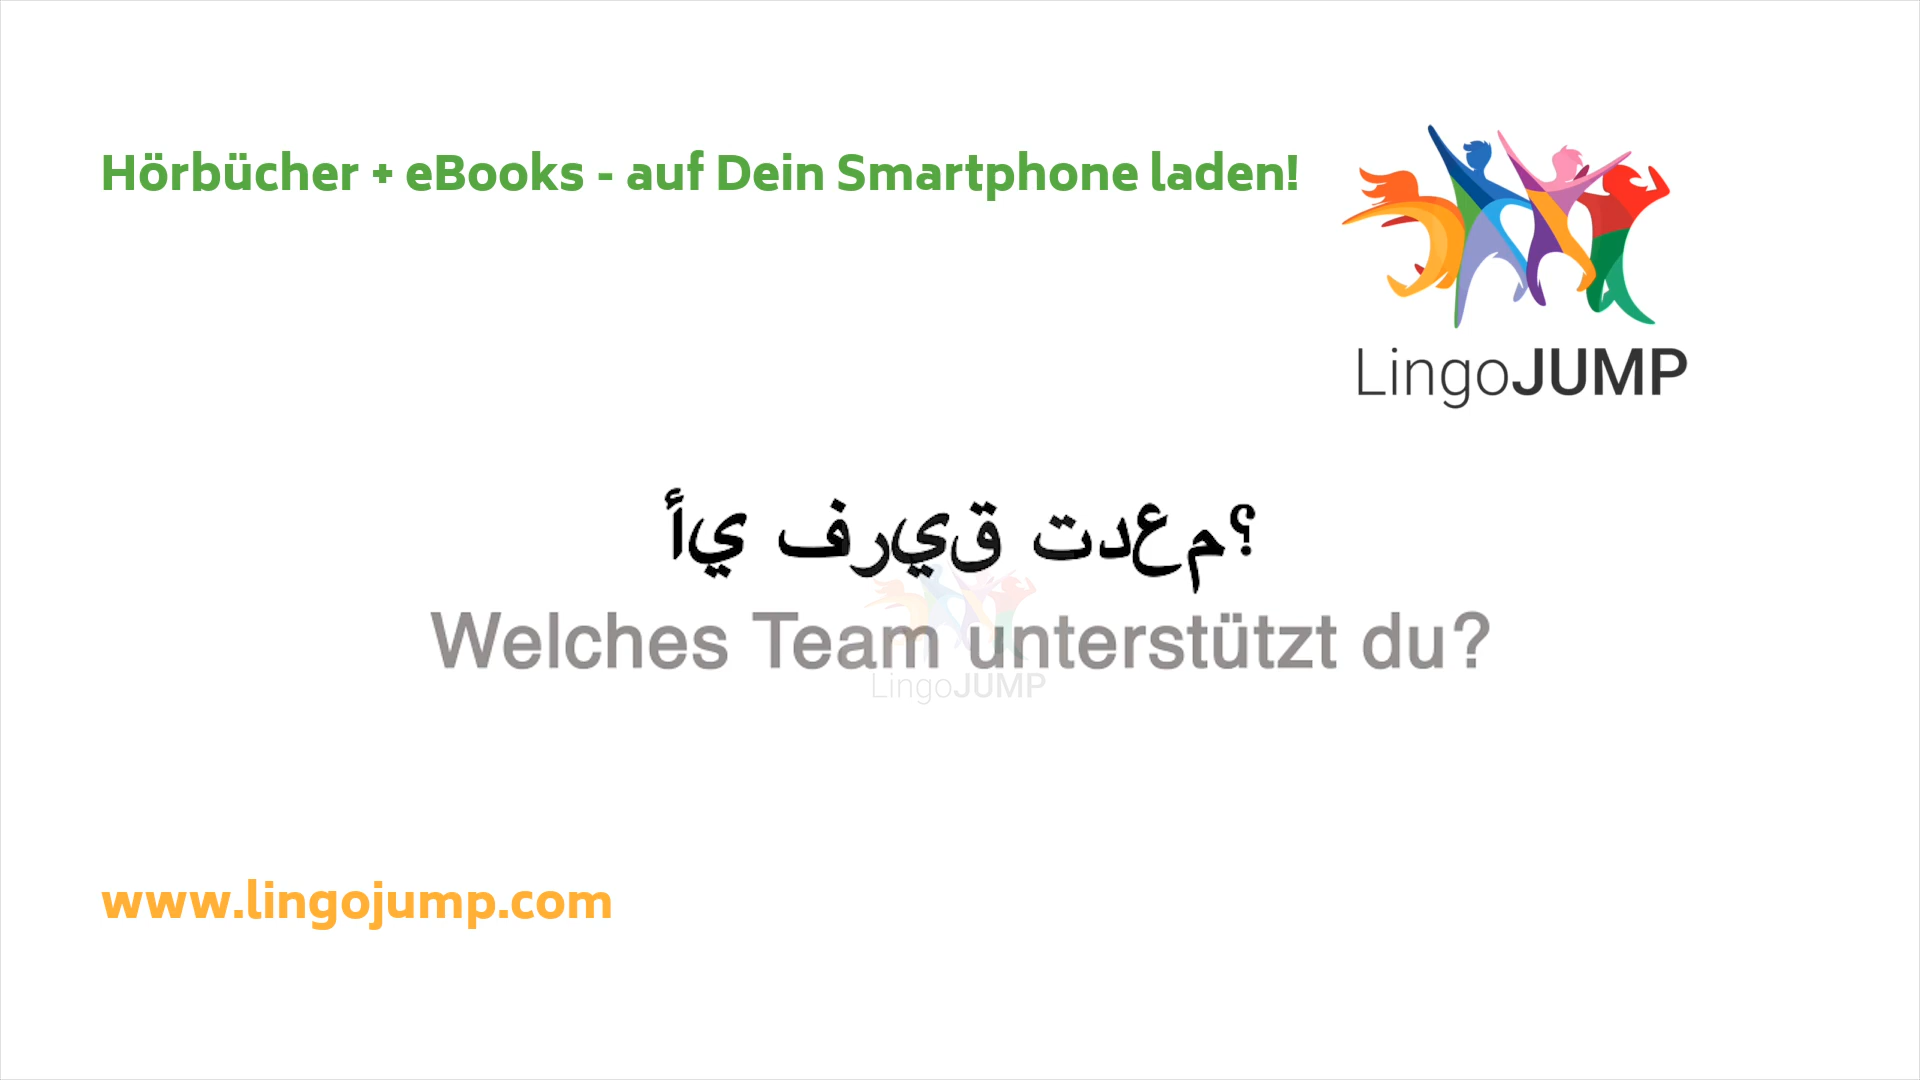 Hörbücher + eBooks - auf Dein Smartphone laden!
LingoJUMP
أي فريق تدعم؟
Welches Team unterstützt du?
LingoJUMP
www.lingojump.com